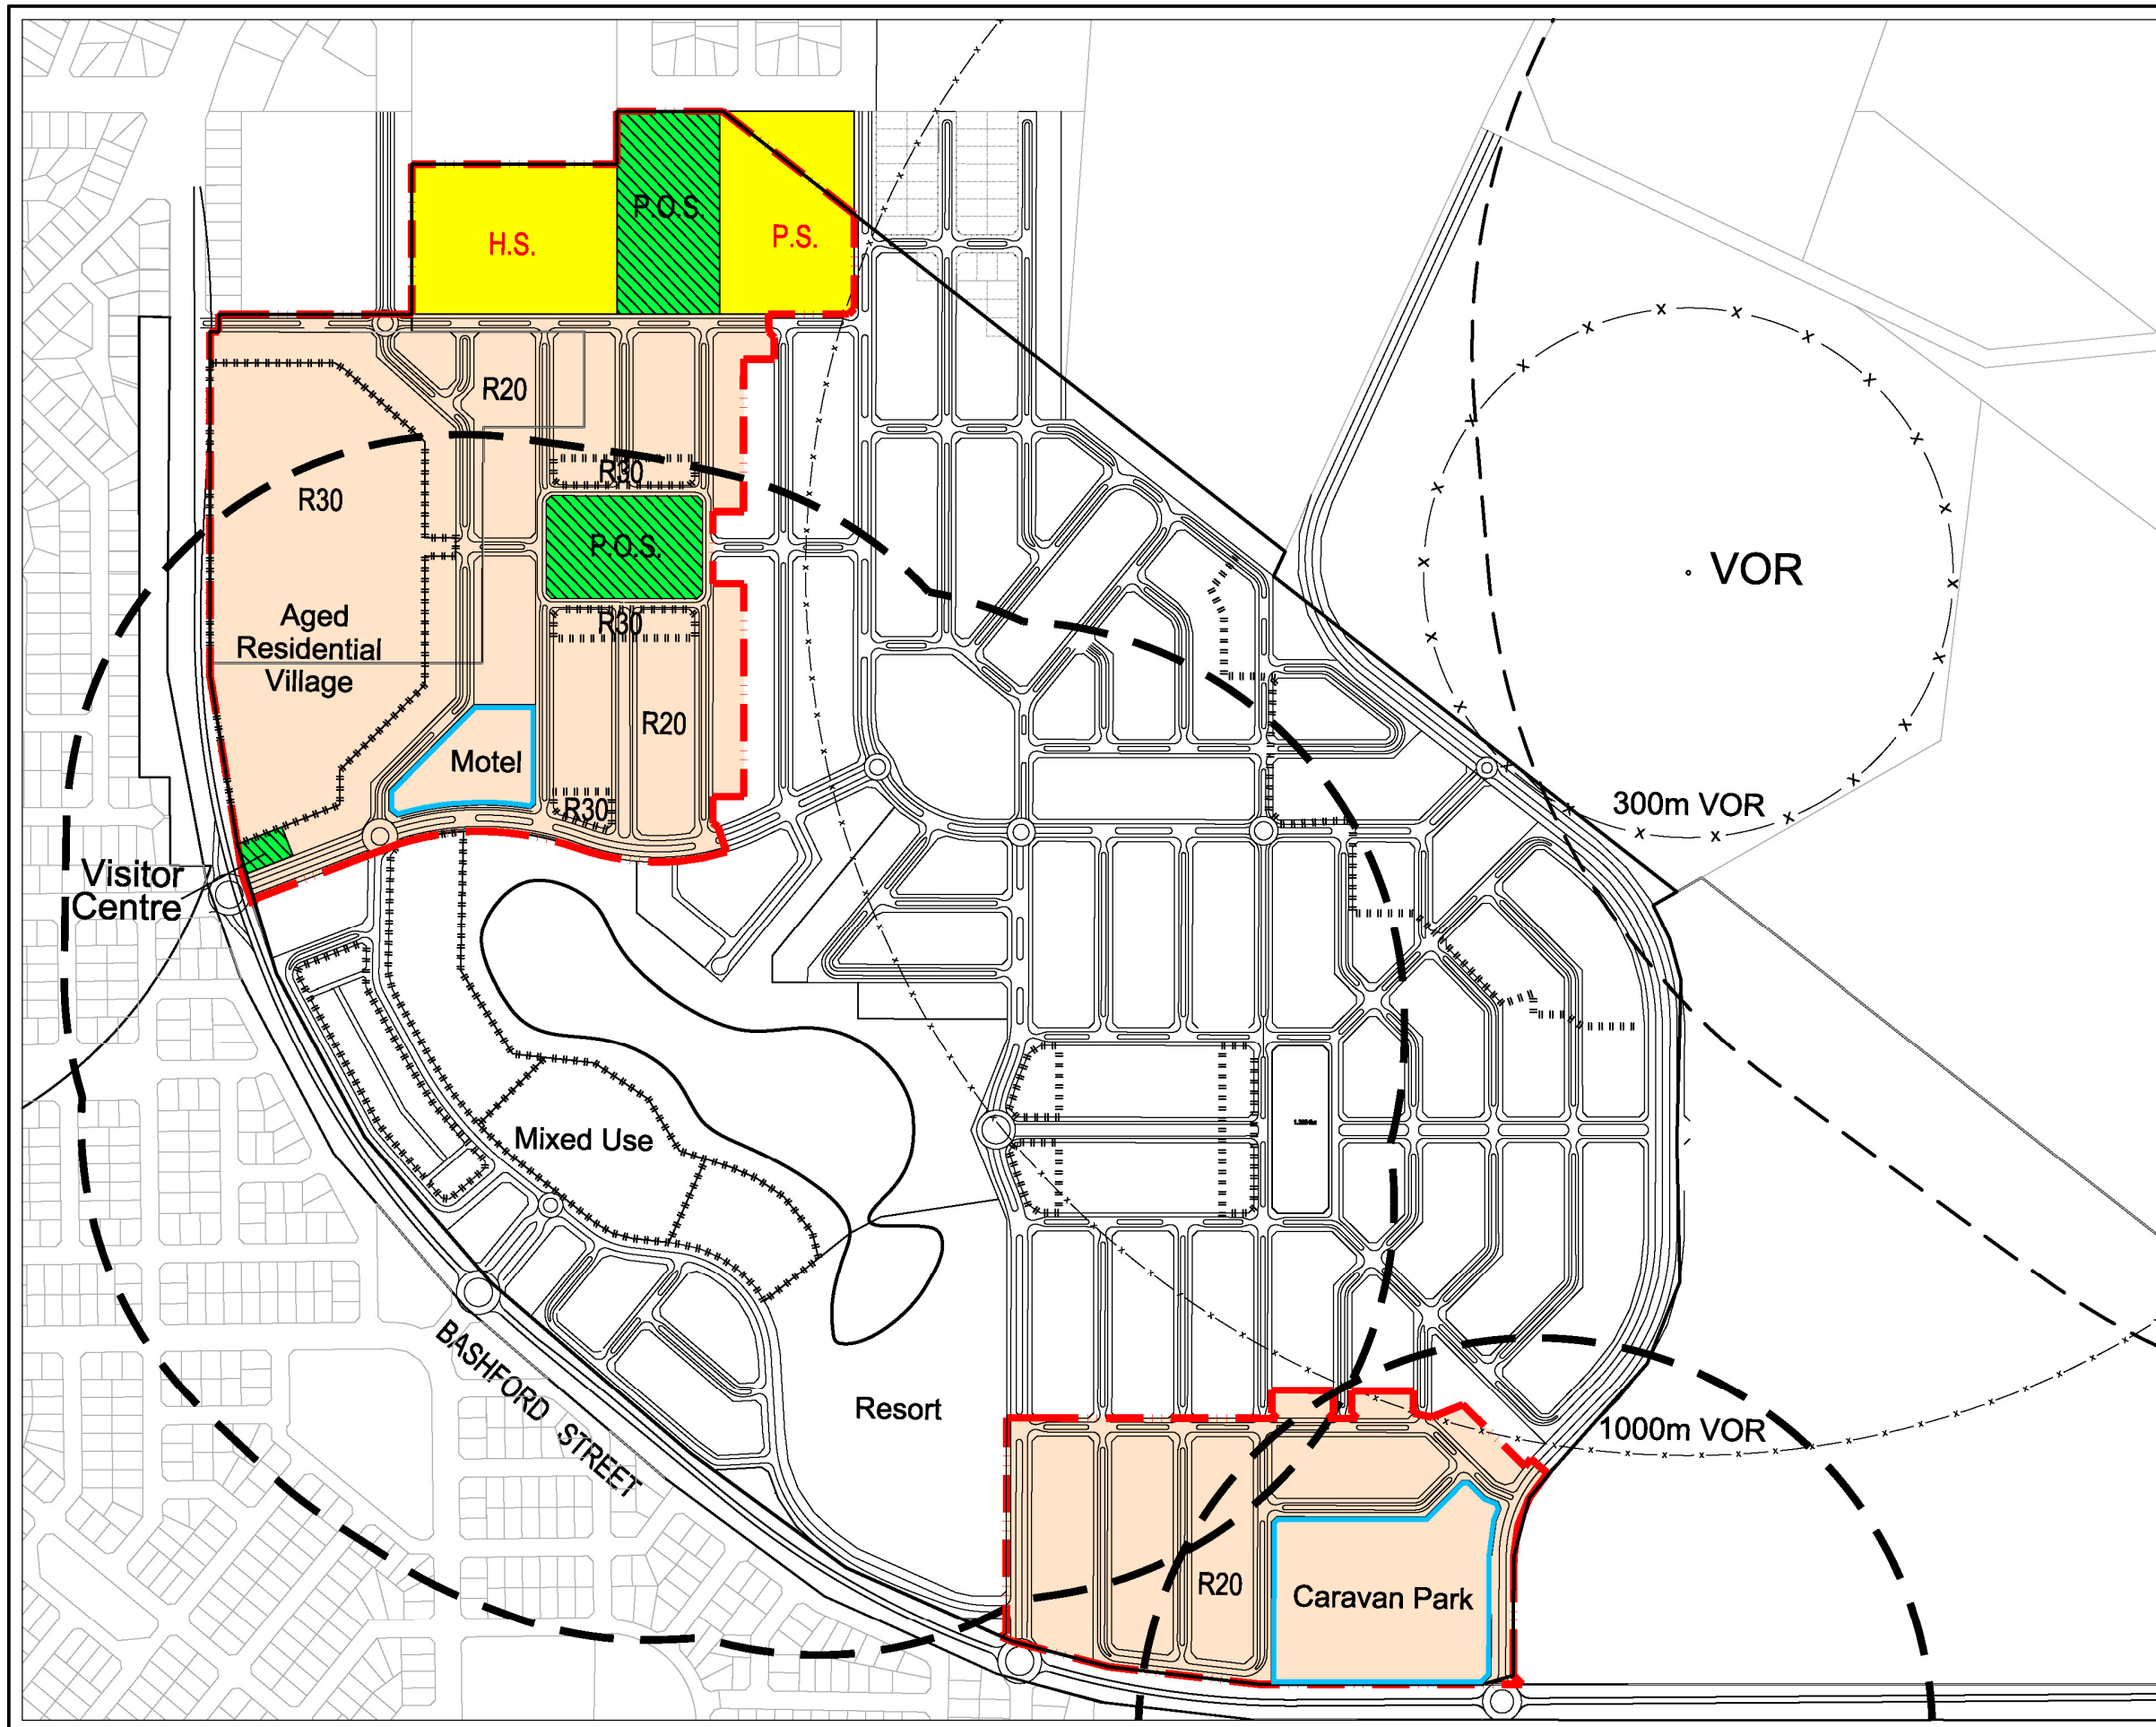 P.O.S.
H.S.
P.S.
R20
R30
R30
P.O.S.
VOR
Aged
Residential
Village
R30
R20
Motel
R30
300m VOR
Visitor
Centre
Mixed Use
BASHFORD STREET
Resort
1000m VOR
R20
Caravan Park